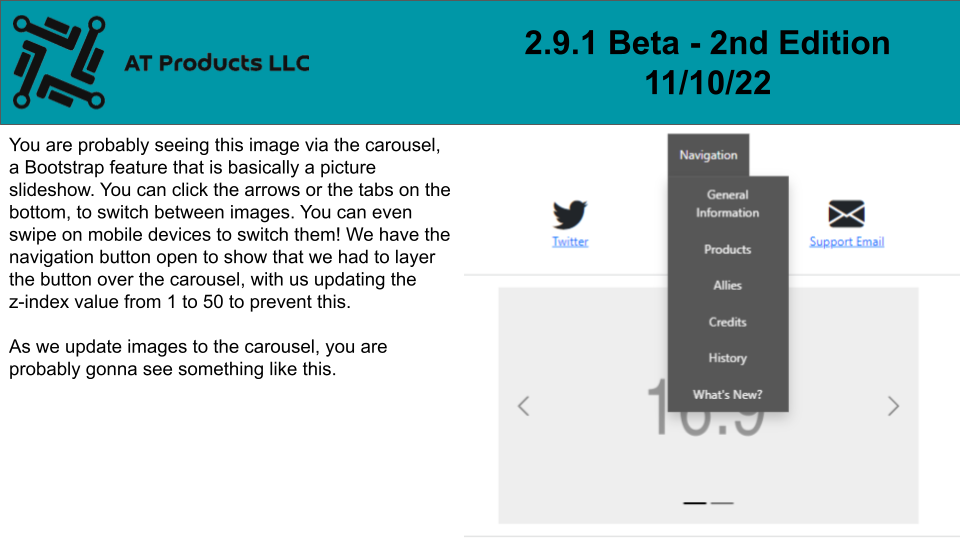 AT Products LLC
2.9.1 Beta - 2nd Edition
11/10/22
You are probably seeing this image via the carousel,
a Bootstrap feature that is basically a picture
slideshow. You can click the arrows or the tabs on the
bottom, to switch between images. You can even
swipe on mobile devices to switch them! We have the
navigation button open to show that we had to layer
the button over the carousel, with us updating the
z-index value from 1 to 50 to prevent this.
As we update images to the carousel, you are
probably gonna see something like this.
Navigation
General
Information
Products
Allies
Credits
History
What's New?
Twitter
Support Email
16:9